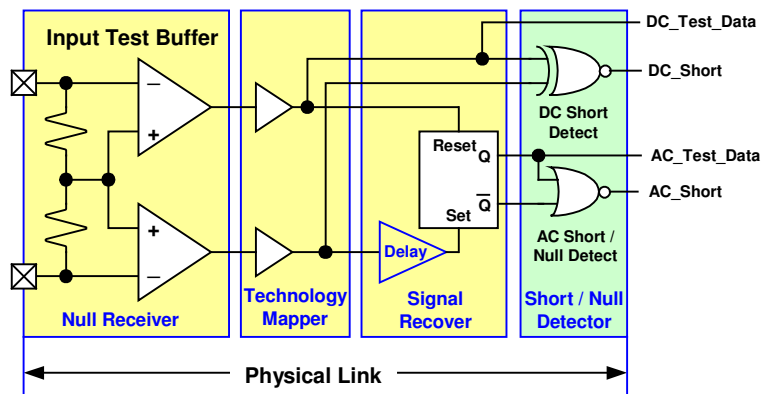 Input Test Buffer
DC_Test_Data
DC_Short
DC Short
Detect
−
+
+
−
Reset
Q
Q̅
Set
AC_Test_Data
AC_Short
AC Short /
Null Detect
Delay
Null Receiver
Technology
Mapper
Signal
Recover
Short / Null
Detector
Physical Link